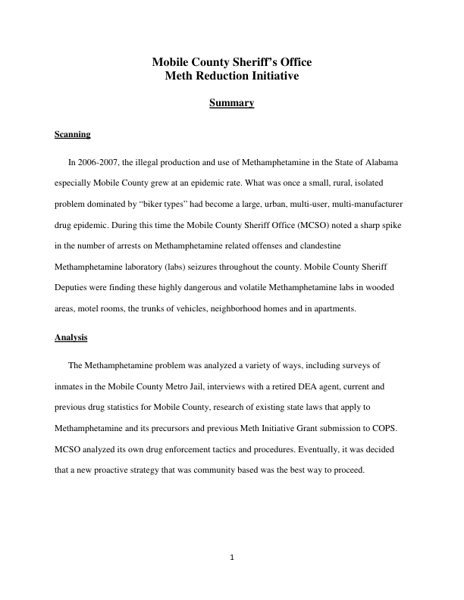 Mobile County Sheriff's Office
Meth Reduction Initiative
Summary
Scanning
In 2006-2007, the illegal production and use of Methamphetamine in the State of Alabama
especially Mobile County grew at an epidemic rate. What was once a small, rural, isolated
problem dominated by “biker types” had become a large, urban, multi-user, multi-manufacturer
drug epidemic. During this time the Mobile County Sheriff Office (MCSO) noted a sharp spike
in the number of arrests on Methamphetamine related offenses and clandestine
Methamphetamine laboratory (labs) seizures throughout the county. Mobile County Sheriff
Deputies were finding these highly dangerous and volatile Methamphetamine labs in wooded
areas, motel rooms, the trunks of vehicles, neighborhood homes and in apartments.
Analysis
The Methamphetamine problem was analyzed a variety of ways, including surveys of
inmates in the Mobile County Metro Jail, interviews with a retired DEA agent, current and
previous drug statistics for Mobile County, research of existing state laws that apply to
Methamphetamine and its precursors and previous Meth Initiative Grant submission to COPS.
MCSO analyzed its own drug enforcement tactics and procedures. Eventually, it was decided
that a new proactive strategy that was community based was the best way to proceed.
1